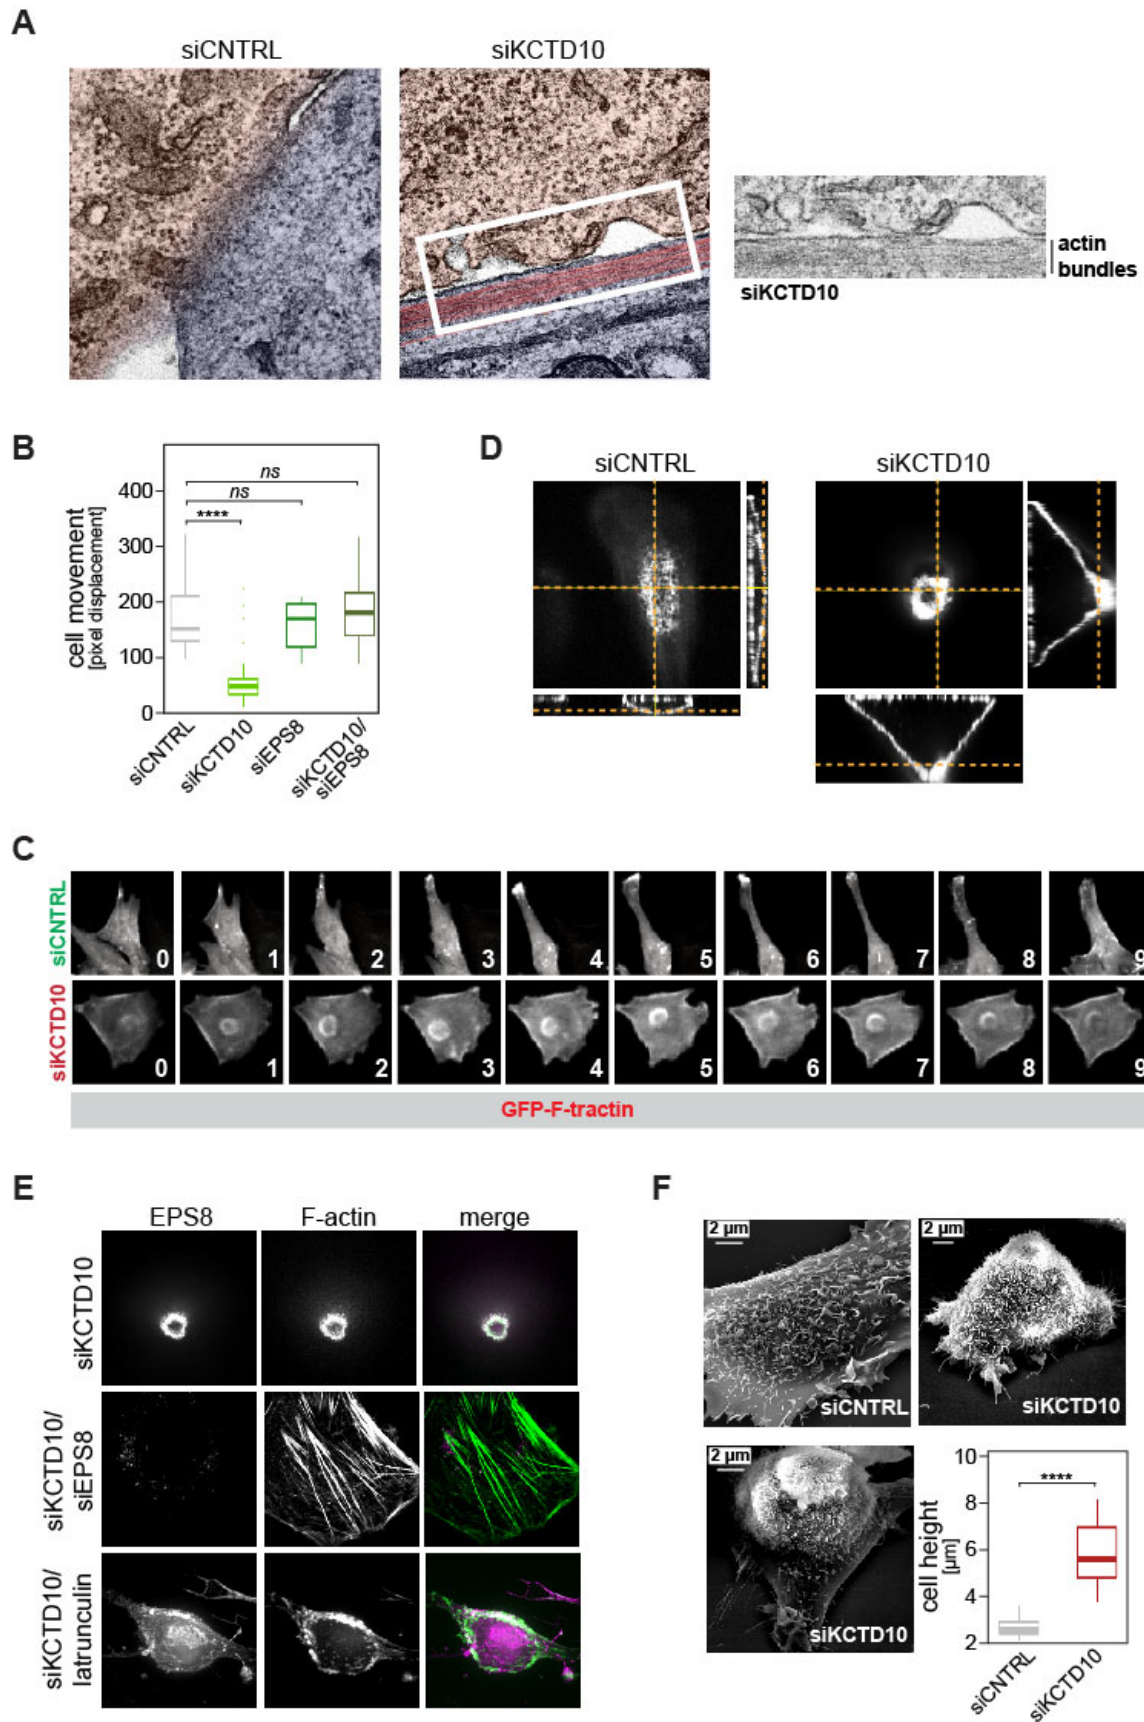 A
siCNTRL
siKCTD10
actin
bundles
siKCTD10
B
cell movement
[pixel displacement]
400
300
200
100
0
ns
ns
****
siCNTRL
siKCTD10
siEPS8
siKCTD10/
siEPS8
D
siCNTRL
siKCTD10
C
siCNTRL
0 1 2 3 4 5 6 7 8 9
siKCTD10
0 1 2 3 4 5 6 7 8 9
GFP-F-tractin
E
EPS8 F-actin merge
siKCTD10
siKCTD10/
siEPS8
siKCTD10/
latrunculin
F
2 µm
siCNTRL
2 µm
siKCTD10
2 µm
siKCTD10
cell height
[µm]
10
8
6
4
2
****
siCNTRL
siKCTD10